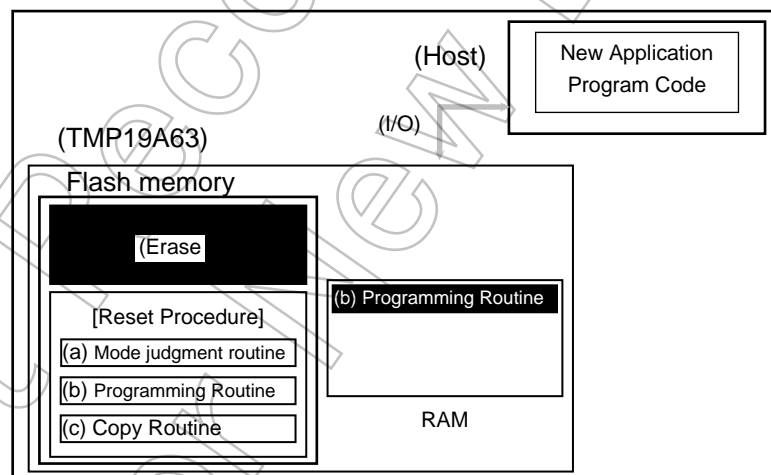 (Host)
New Application
Program Code
(I/O)
(TMP19A63)
Flash memory
(Erase
[Reset Procedure]
(a) Mode judgment routine
(b) Programming Routine
(c) Copy Routine
(b) Programming Routine
RAM